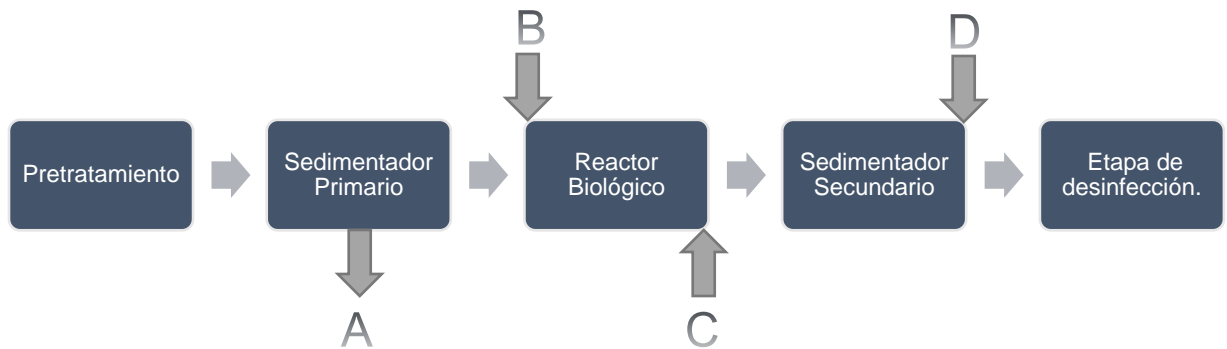 B
D
Pretratamiento
Sedimentador
Primario
Reactor
Biológico
Sedimentador
Secundario
Etapa de
desinfección.
A
C